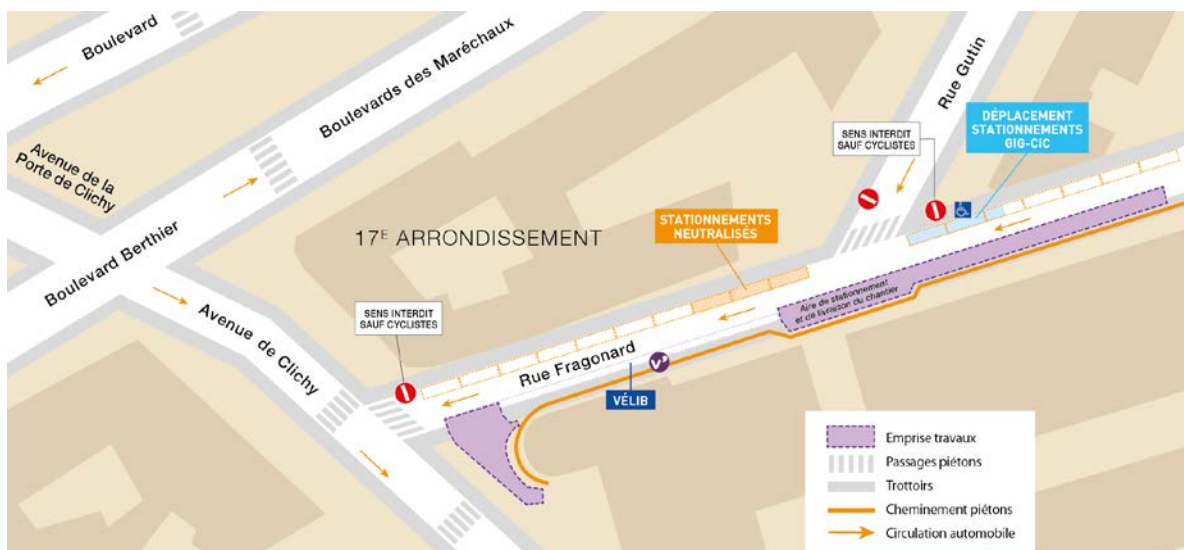 Boulevard
Boulevards des Maréchaux
Rue Gutin
DÉPLACEMENT
STATIONNEMENTS
GIG-CIC
SENS INTERDIT
SAUF CYCLISTES
Avenue de la
Porte de Clichy
STATIONNEMENTS
NEUTRALISÉS
17E ARRONDISSEMENT
Boulevard Berthier
Aire de stationnement
et de livraison du chantier
Avenue de Clichy
SENS INTERDIT
SAUF CYCLISTES
Rue Fragonard
V'
VÉLIB
Emprise travaux
Passages piétons
Trottoirs
Cheminement piétons
Circulation automobile